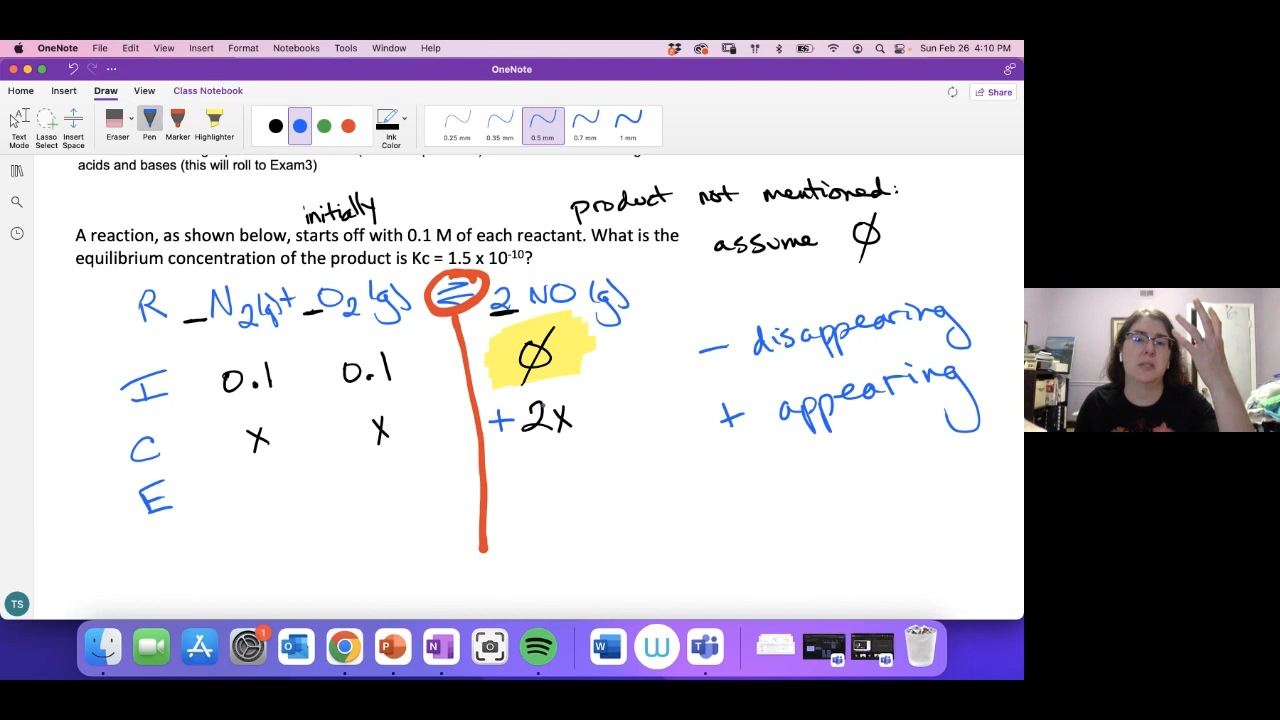 OneNote File Edit View Insert Format Notebooks Tools Window Help Sun Feb 26 4:10 PM
OneNote
Home Insert Draw View Class Notebook Share
Text Mode Lasso Select Insert Space Eraser Pen Marker Highlighter Ink Color 0.25 mm 0.35 mm 0.5 mm 0.7 mm 1 mm
acids and bases (this will roll to Exam3)
initially product not mentioned:
A reaction, as shown below, starts off with 0.1 M of each reactant. What is the
assume ∅
equilibrium concentration of the product is Kc = 1.5 x 10⁻¹⁰?
R _N₂(g) + _O₂(g) ⇌ 2 NO (g)
- disappearing
I 0.1 0.1 ∅
+ appearing
C x x + 2x
E
TS
1